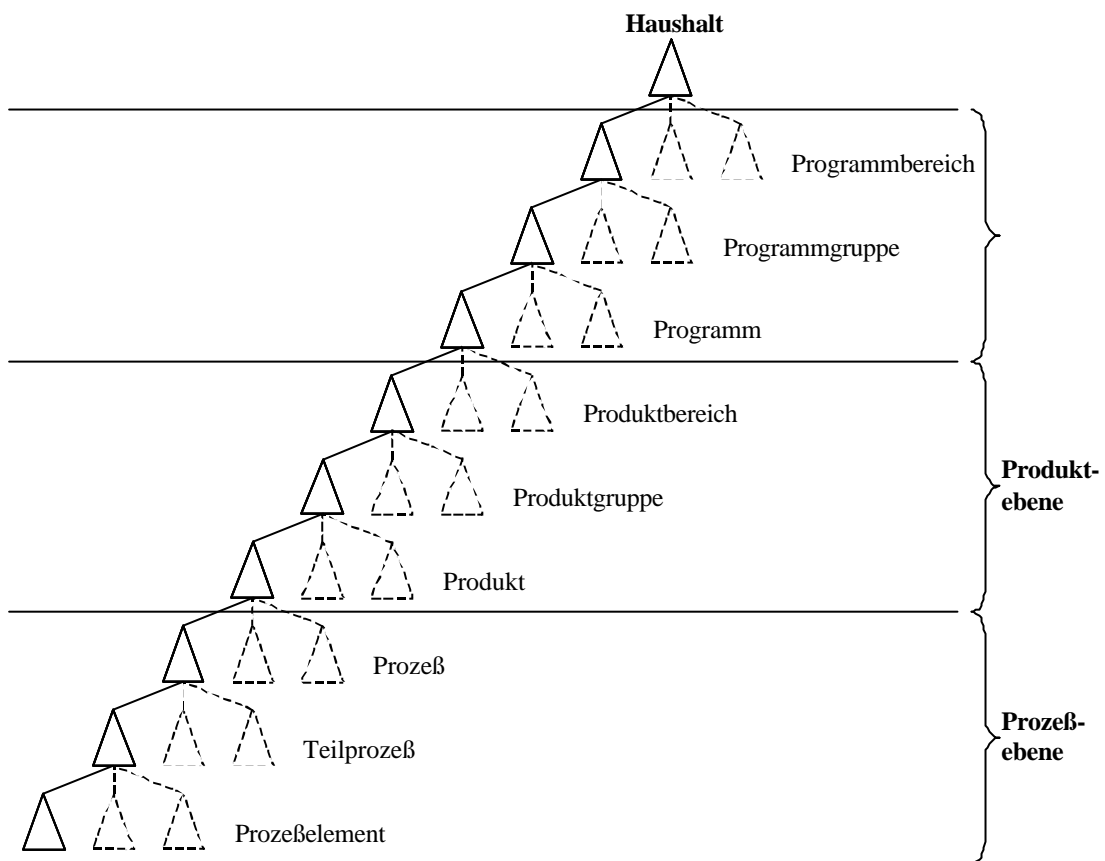 Haushalt
Programmbereich
Programmgruppe
Programm
Produktbereich
Produktgruppe
Produkt-
ebene
Produkt
Prozeß
Teilprozeß
Prozeß-
ebene
Prozeßelement